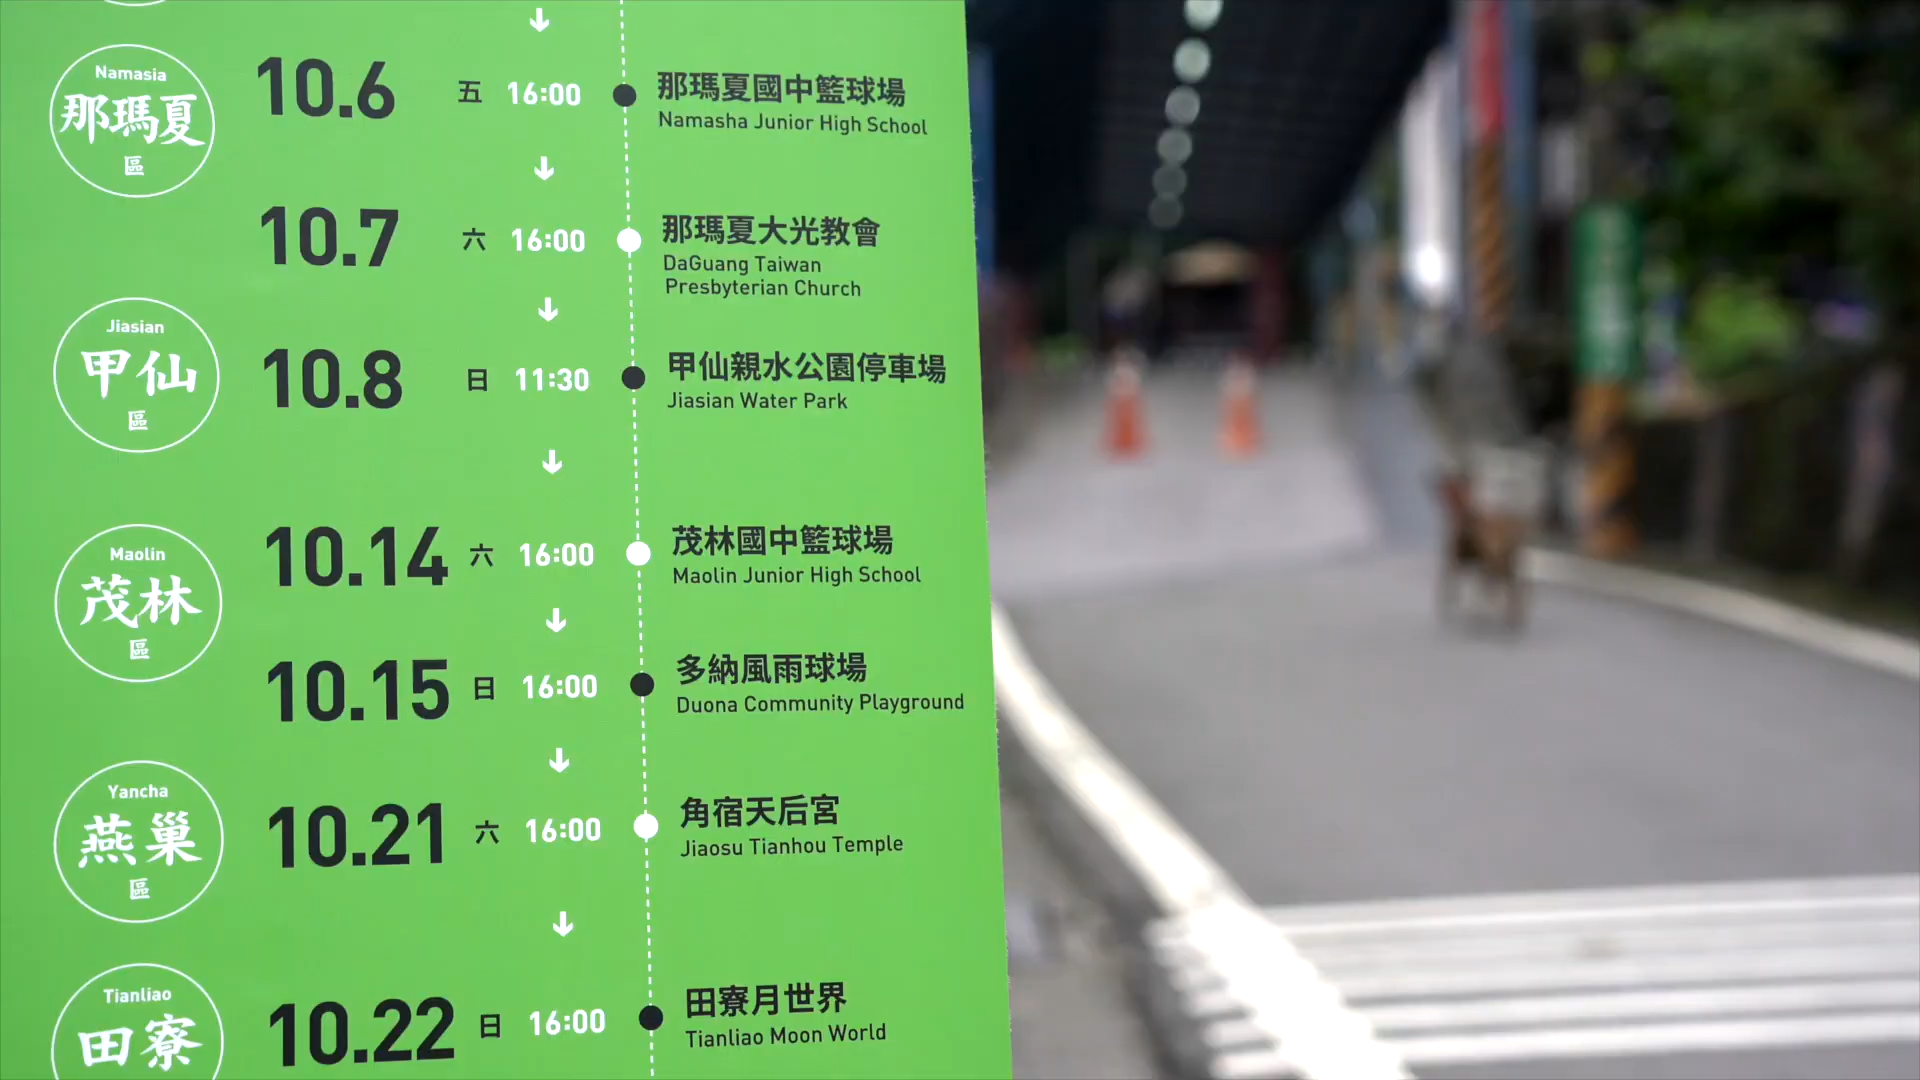 Namasia
那瑪夏
區
10.6 五 16:00 那瑪夏國中籃球場
Namasha Junior High School
10.7 六 16:00 那瑪夏大光教會
DaGuang Taiwan
Presbyterian Church
Jiasian
甲仙
區
10.8 日 11:30 甲仙親水公園停車場
Jiasian Water Park
Maolin
茂林
區
10.14 六 16:00 茂林國中籃球場
Maolin Junior High School
10.15 日 16:00 多納風雨球場
Duona Community Playground
Yancha
燕巢
區
10.21 六 16:00 角宿天后宮
Jiaosu Tianhou Temple
Tianliao
田寮
10.22 日 16:00 田寮月世界
Tianliao Moon World